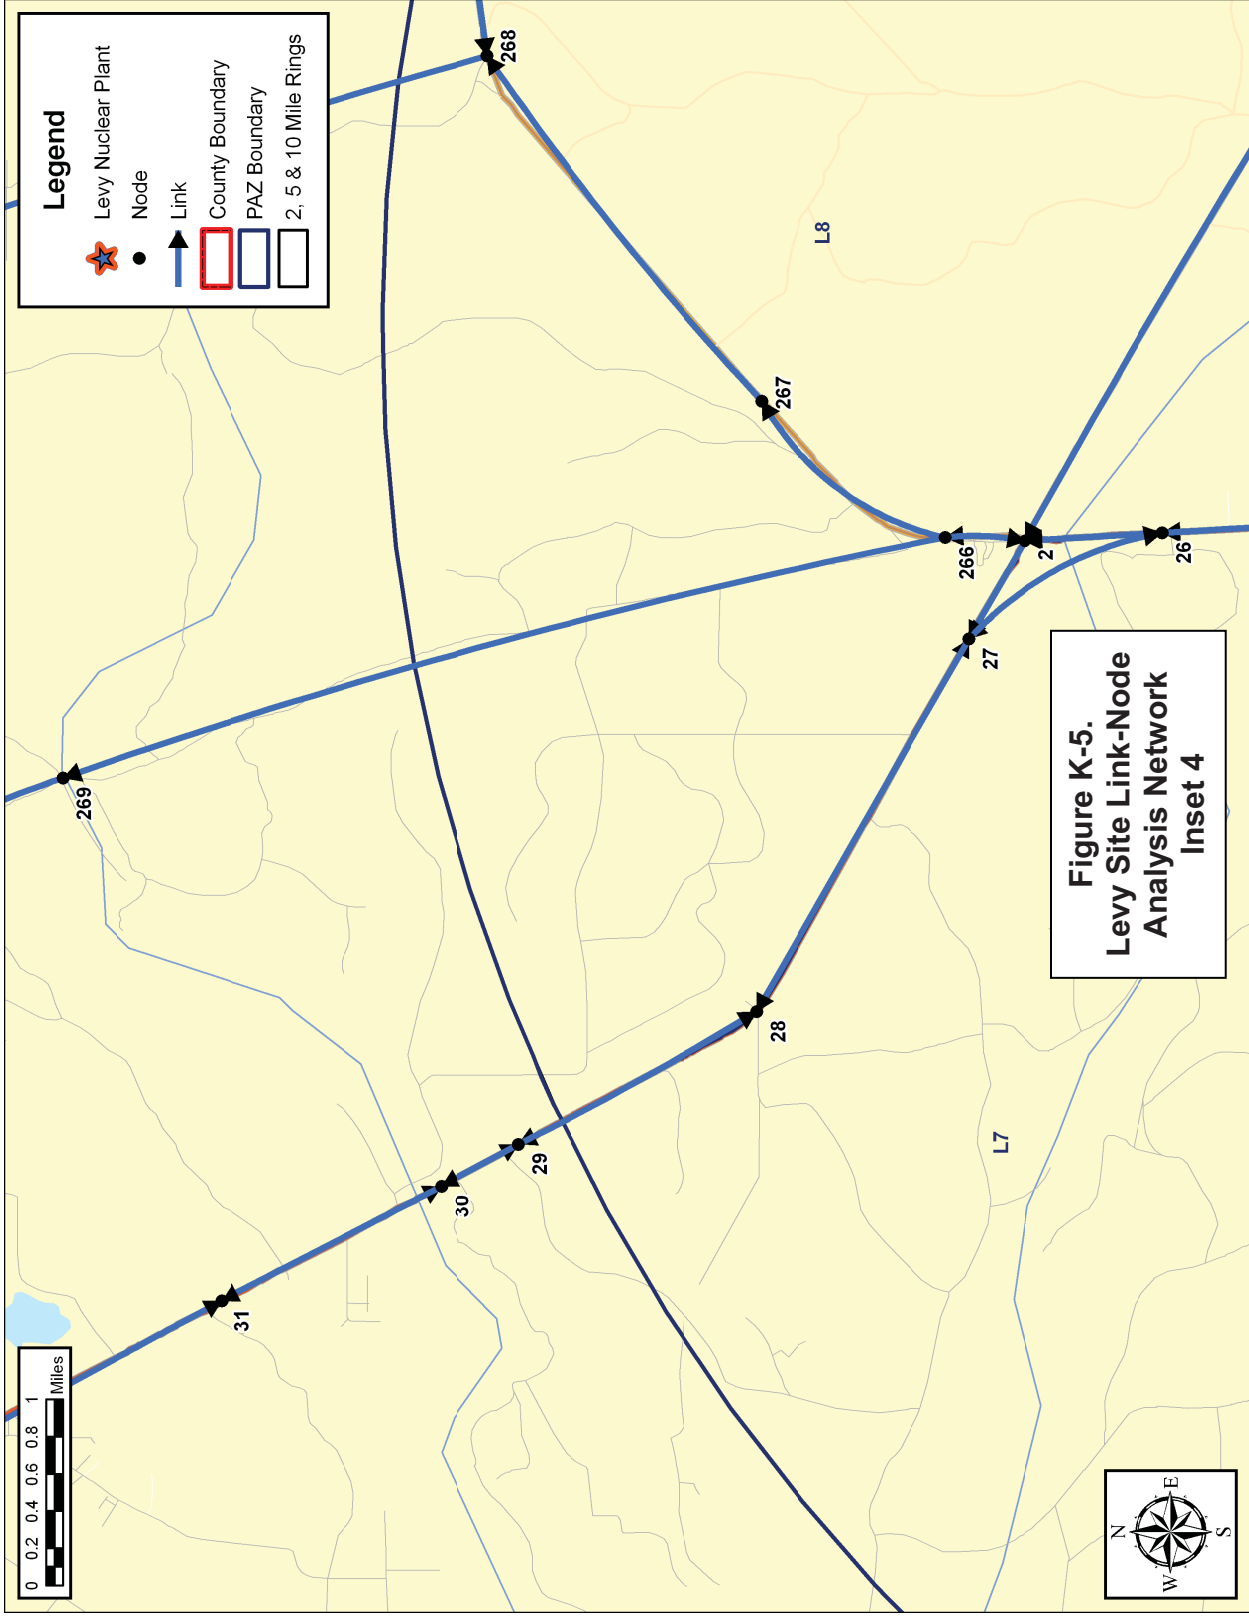 Legend
Levy Nuclear Plant
Node
Link
County Boundary
PAZ Boundary
2, 5 & 10 Mile Rings
268
L8
267
266
2
26
27
269
28
29
30
31
L7
0 0.2 0.4 0.6 0.8 1
Miles
Figure K-5.
Levy Site Link-Node
Analysis Network
Inset 4
N
W E
S